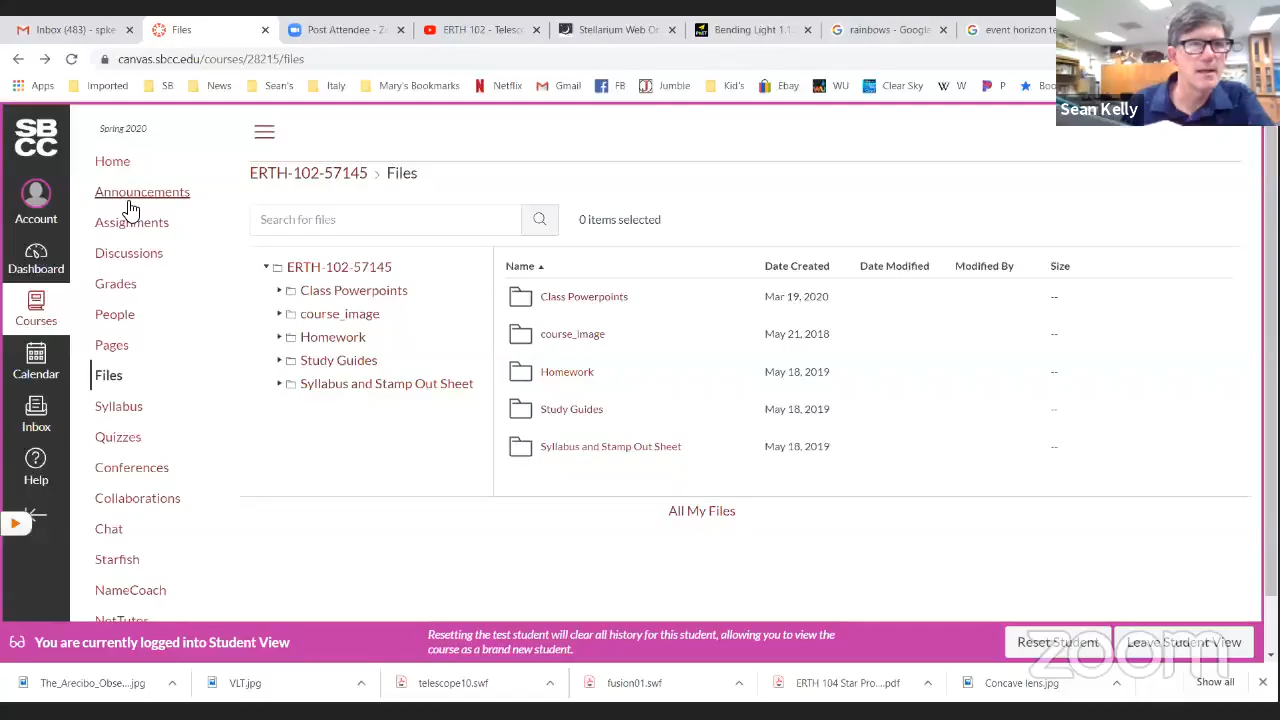 Inbox (483) - spke
Files
Post Attendee - Z
ERTH 102 - Telesc
Stellarium Web On
Bending Light 1.
rainbows - Google
event horizon te
canvas.sbcc.edu/courses/28215/files
Apps
Imported
SB
News
Sean's
Italy
Mary's Bookmarks
Netflix
Gmail
FB
Jumble
Kid's
Ebay
WU
Clear Sky
W
P
Boo
Sean Kelly
SB
CC
Account
Dashboard
Courses
Calendar
Inbox
Help
Spring 2020
Home
Announcements
Assignments
Discussions
Grades
People
Pages
Files
Syllabus
Quizzes
Conferences
Collaborations
Chat
Starfish
NameCoach
NetTutor
ERTH-102-57145 › Files
Search for files
0 items selected
ERTH-102-57145
Class Powerpoints
course_image
Homework
Study Guides
Syllabus and Stamp Out Sheet
Name Date Created Date Modified Modified By Size
Class Powerpoints Mar 19, 2020 --
course_image May 21, 2018 --
Homework May 18, 2019 --
Study Guides May 18, 2019 --
Syllabus and Stamp Out Sheet May 18, 2019 --
All My Files
You are currently logged into Student View
Resetting the test student will clear all history for this student, allowing you to view the
course as a brand new student.
Reset Student
Leave Student View
zoom
The_Arecibo_Obse....jpg
VLT.jpg
telescope10.swf
fusion01.swf
ERTH 104 Star Pro....pdf
Concave lens.jpg
Show all